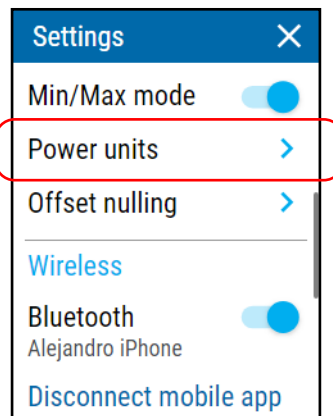 Settings
Min/Max mode
Power units
Offset nulling
Wireless
Bluetooth
Alejandro iPhone
Disconnect mobile app